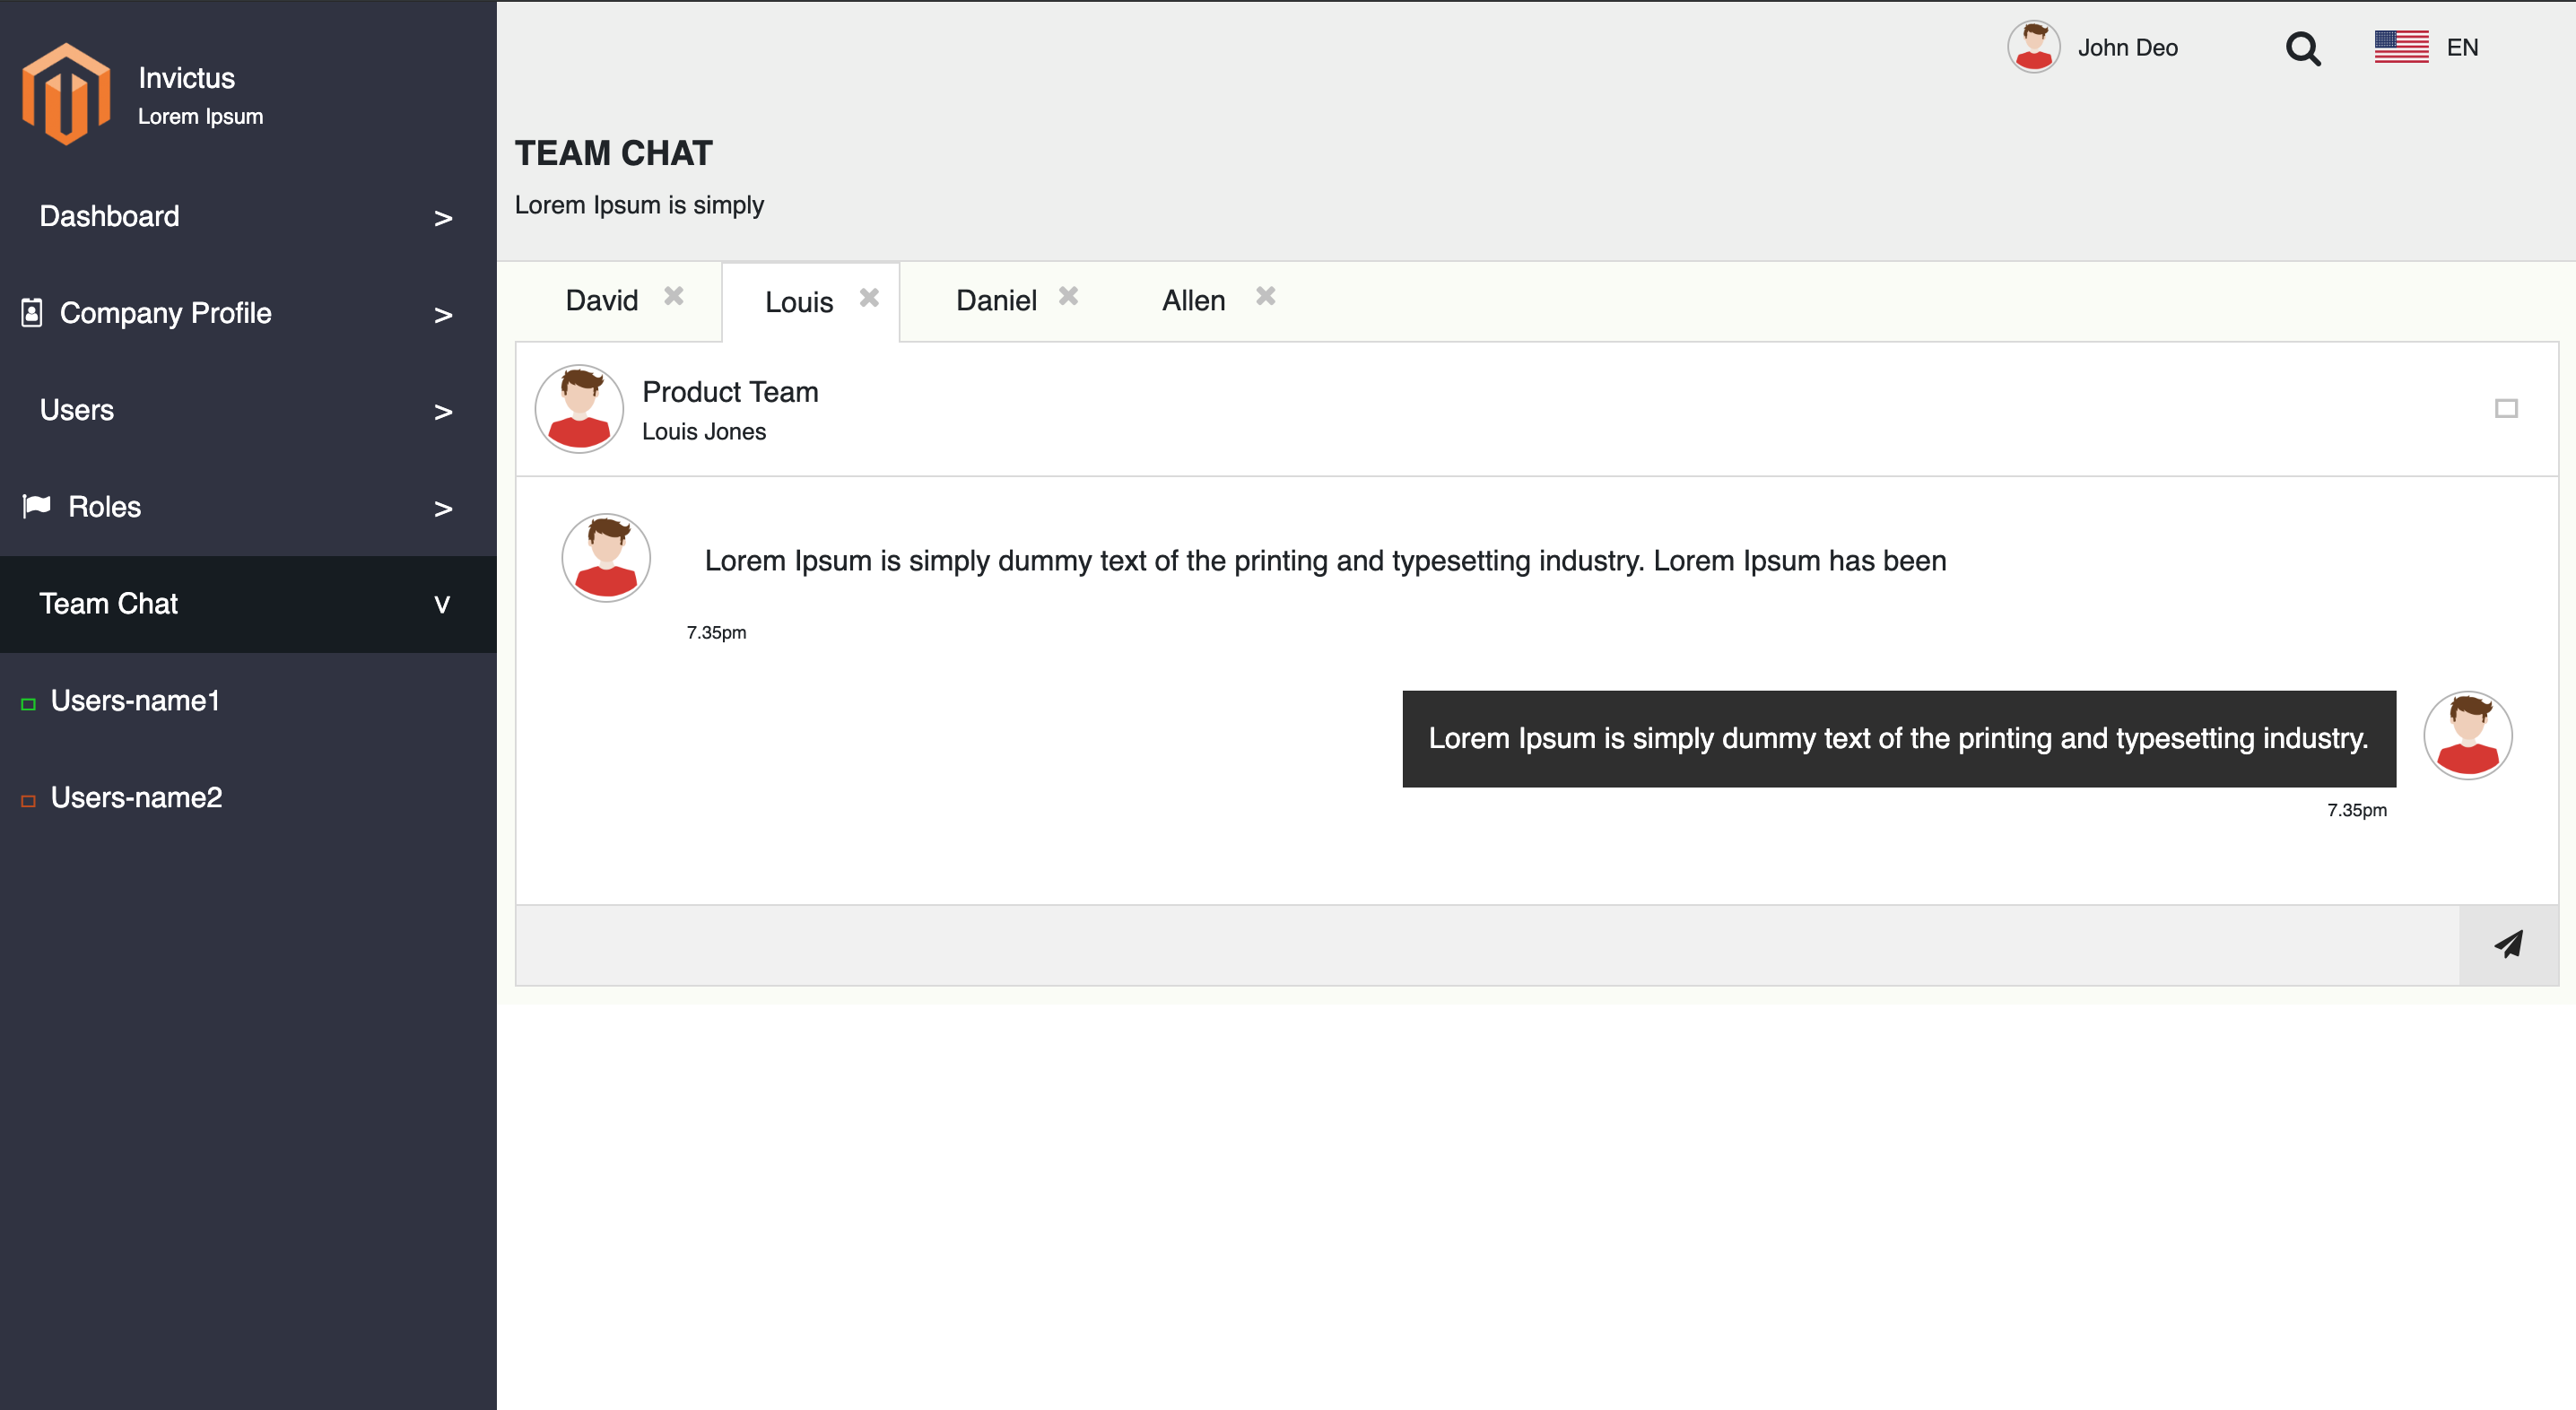 Invictus
Lorem Ipsum
Dashboard >
Company Profile >
Users >
Roles >
Team Chat v
Users-name1
Users-name2
John Deo
EN
TEAM CHAT
Lorem Ipsum is simply
David
Louis
Daniel
Allen
Product Team
Louis Jones
Lorem Ipsum is simply dummy text of the printing and typesetting industry. Lorem Ipsum has been
7.35pm
Lorem Ipsum is simply dummy text of the printing and typesetting industry.
7.35pm